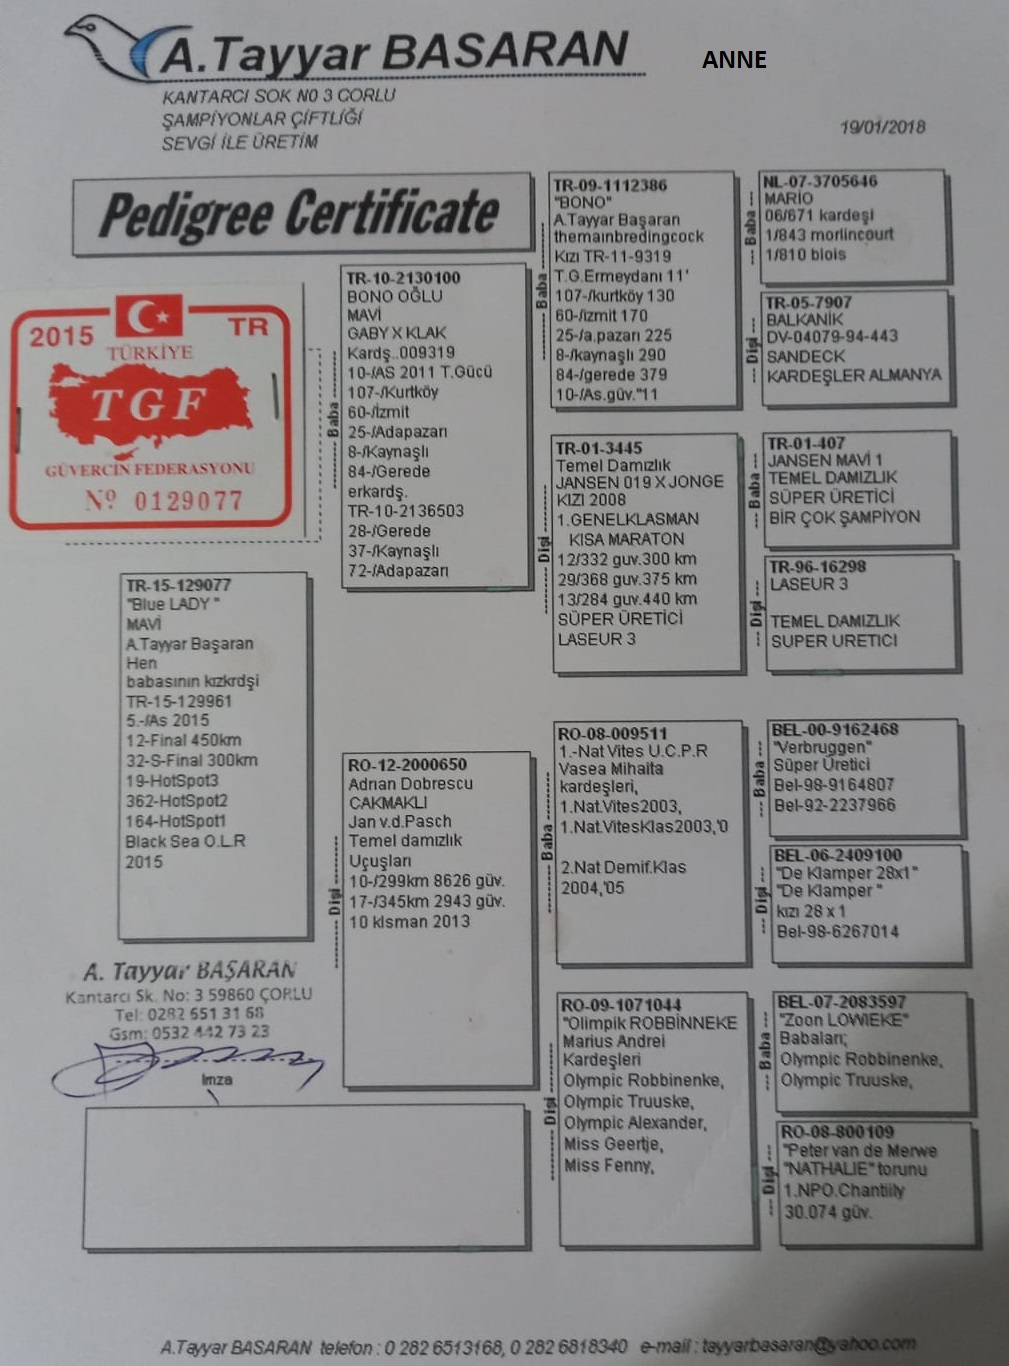 A.Tayyar BASARAN
ANNE
KANTARCI SOK N0 3 CORLU
ŞAMPİYONLAR ÇİFTLİĞİ
SEVGİ İLE ÜRETİM
19/01/2018
Pedigree Certificate
2015 TR
TÜRKİYE
TGF
GÜVERCİN FEDERASYONU
Nº 0129077
TR-15-129077
"Blue LADY "
MAVİ
A.Tayyar Başaran
Hen
babasının kızkrdşi
TR-15-129961
5.-/As 2015
12-Final 450km
32-S-Final 300km
19-HotSpot3
362-HotSpot2
164-HotSpot1
Black Sea O.L.R
2015
Baba
TR-10-2130100
BONO OĞLU
MAVİ
GABY X KLAK
Kardş..009319
10-/AS 2011 T.Gücü
107-/Kurtköy
60-/İzmit
25-/Adapazarı
8-/Kaynaşlı
84-/Gerede
erkardş.
TR-10-2136503
28-/Gerede
37-/Kaynaşlı
72-/Adapazarı
Dişi
RO-12-2000650
Adrian Dobrescu
CAKMAKLI
Jan v.d.Pasch
Temel damızlık
Uçuşları
10-/299km 8626 güv.
17-/345km 2943 güv.
10 kIsman 2013
Baba
TR-09-1112386
"BONO"
A.Tayyar Başaran
themainbredingcock
Kızı TR-11-9319
T.G.Ermeydanı 11'
107-/kurtköy 130
60-/izmit 170
25-/a.pazarı 225
8-/kaynaşlı 290
84-/gerede 379
10-/As.güv."11
Dişi
TR-01-3445
Temel Damızlık
JANSEN 019 X JONGE
KIZI 2008
1.GENELKLASMAN
KISA MARATON
12/332 guv.300 km
29/368 guv.375 km
13/284 guv.440 km
SÜPER ÜRETİCİ
LASEUR 3
Baba
RO-08-009511
1.-Nat Vites U.C.P.R
Vasea Mihaita
kardeşleri,
1.Nat.Vites2003,
1.Nat.VitesKlas2003,'0
2.Nat Demif.Klas
2004,'05
Dişi
RO-09-1071044
"Olimpik ROBBİNNEKE
Marius Andrei
Kardeşleri
Olympic Robbinenke,
Olympic Truuske,
Olympic Alexander,
Miss Geertje,
Miss Fenny,
Baba
NL-07-3705646
MARİO
06/671 kardeşi
1/843 morlincourt
1/810 blois
Dişi
TR-05-7907
BALKANİK
DV-04079-94-443
SANDECK
KARDEŞLER ALMANYA
Baba
TR-01-407
JANSEN MAVİ 1
TEMEL DAMIZLIK
SÜPER ÜRETİCİ
BİR ÇOK ŞAMPİYON
Dişi
TR-96-16298
LASEUR 3
TEMEL DAMIZLIK
SUPER URETICI
Baba
BEL-00-9162468
"Verbruggen"
Süper Üretici
Bel-98-9164807
Bel-92-2237966
Dişi
BEL-06-2409100
"De Klamper 28x1"
"De Klamper "
kızı 28 x 1
Bel-98-6267014
Baba
BEL-07-2083597
"Zoon LOWIEKE"
Babaları;
Olympic Robbinenke,
Olympic Truuske,
Dişi
RO-08-800109
"Peter van de Merwe
"NATHALIE" torunu
1.NPO.Chantiily
30.074 güv.
A. Tayyar BAŞARAN
Kantarcı Sk. No: 3 59860 ÇORLU
Tel: 0282 651 31 68
Gsm: 0532 442 73 23
Imza
A.Tayyar BASARAN telefon : 0 282 6513168, 0 282 6818340 e-mail : tayyarbasaran@yahoo.com